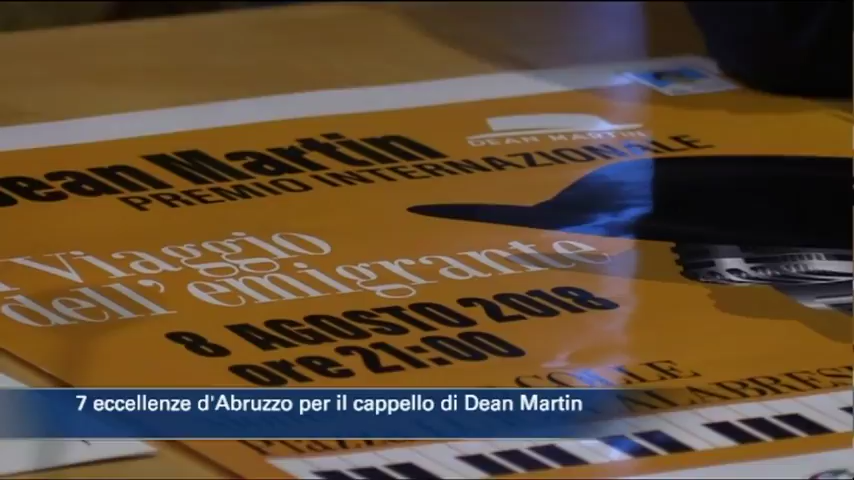 DEAN MARTIN
Dean Martin
PREMIO INTERNAZIONALE
Viaggio
dell' emigrante
8 AGOSTO 2018
ore 21:00
COLLE
7 eccellenze d'Abruzzo per il cappello di Dean Martin